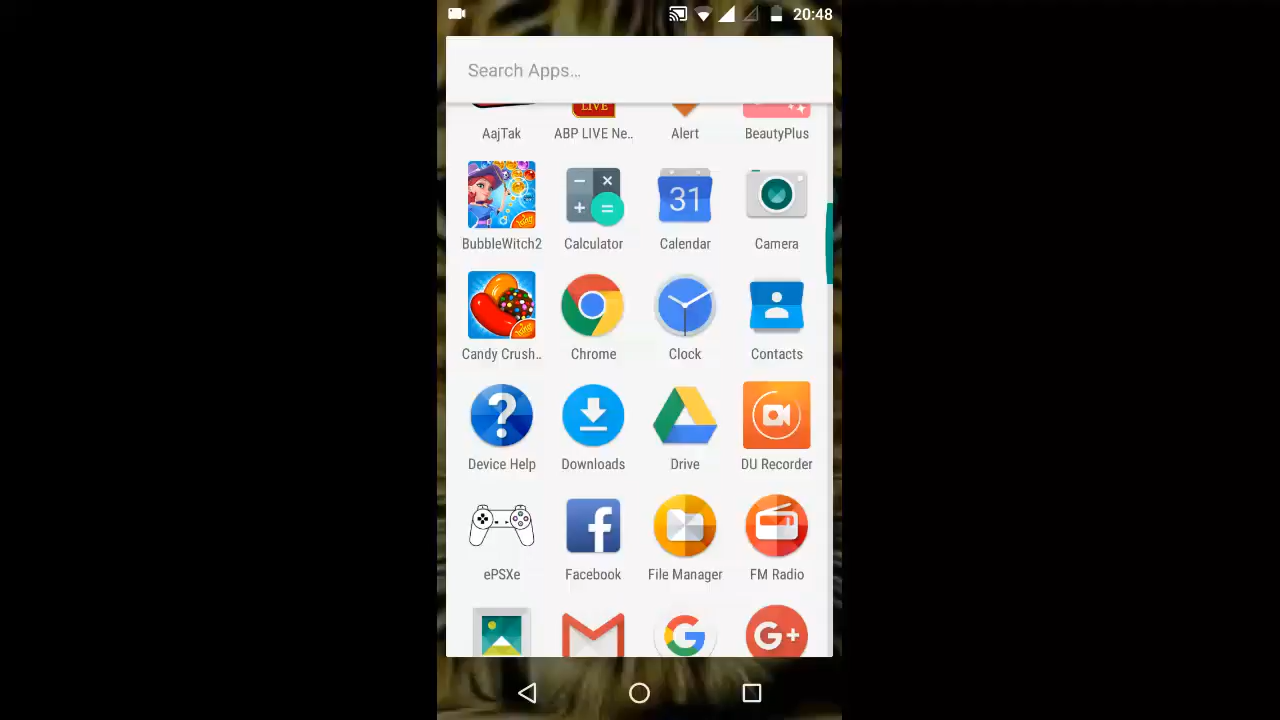 20:48
Search Apps...
LIVE
AajTak
ABP LIVE Ne..
Alert
BeautyPlus
31
BubbleWitch2
Calculator
Calendar
Camera
Candy Crush..
Chrome
Clock
Contacts
Device Help
Downloads
Drive
DU Recorder
ePSXe
Facebook
File Manager
FM Radio
G+